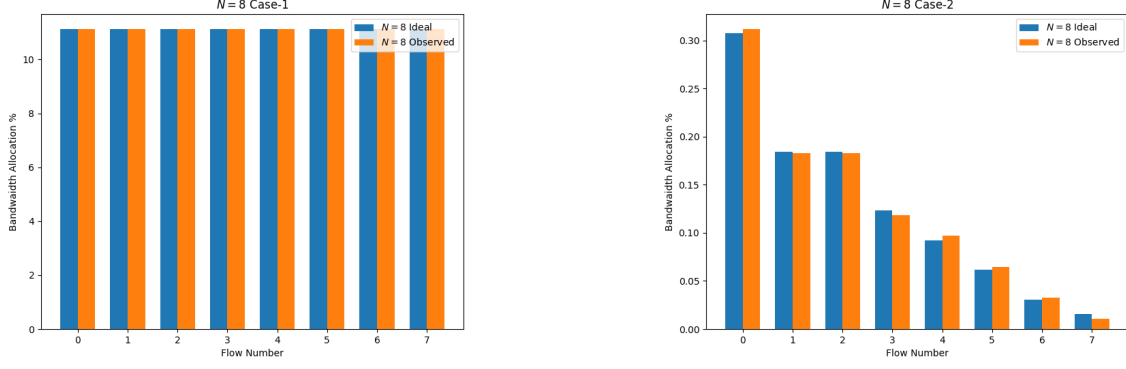 N = 8 Case-1
N = 8 Ideal
N = 8 Observed
Bandwaidth Allocation %
10
8
6
4
2
0
0 1 2 3 4 5 6 7
Flow Number
N = 8 Case-2
N = 8 Ideal
N = 8 Observed
Bandwaidth Allocation %
0.30
0.25
0.20
0.15
0.10
0.05
0.00
0 1 2 3 4 5 6 7
Flow Number